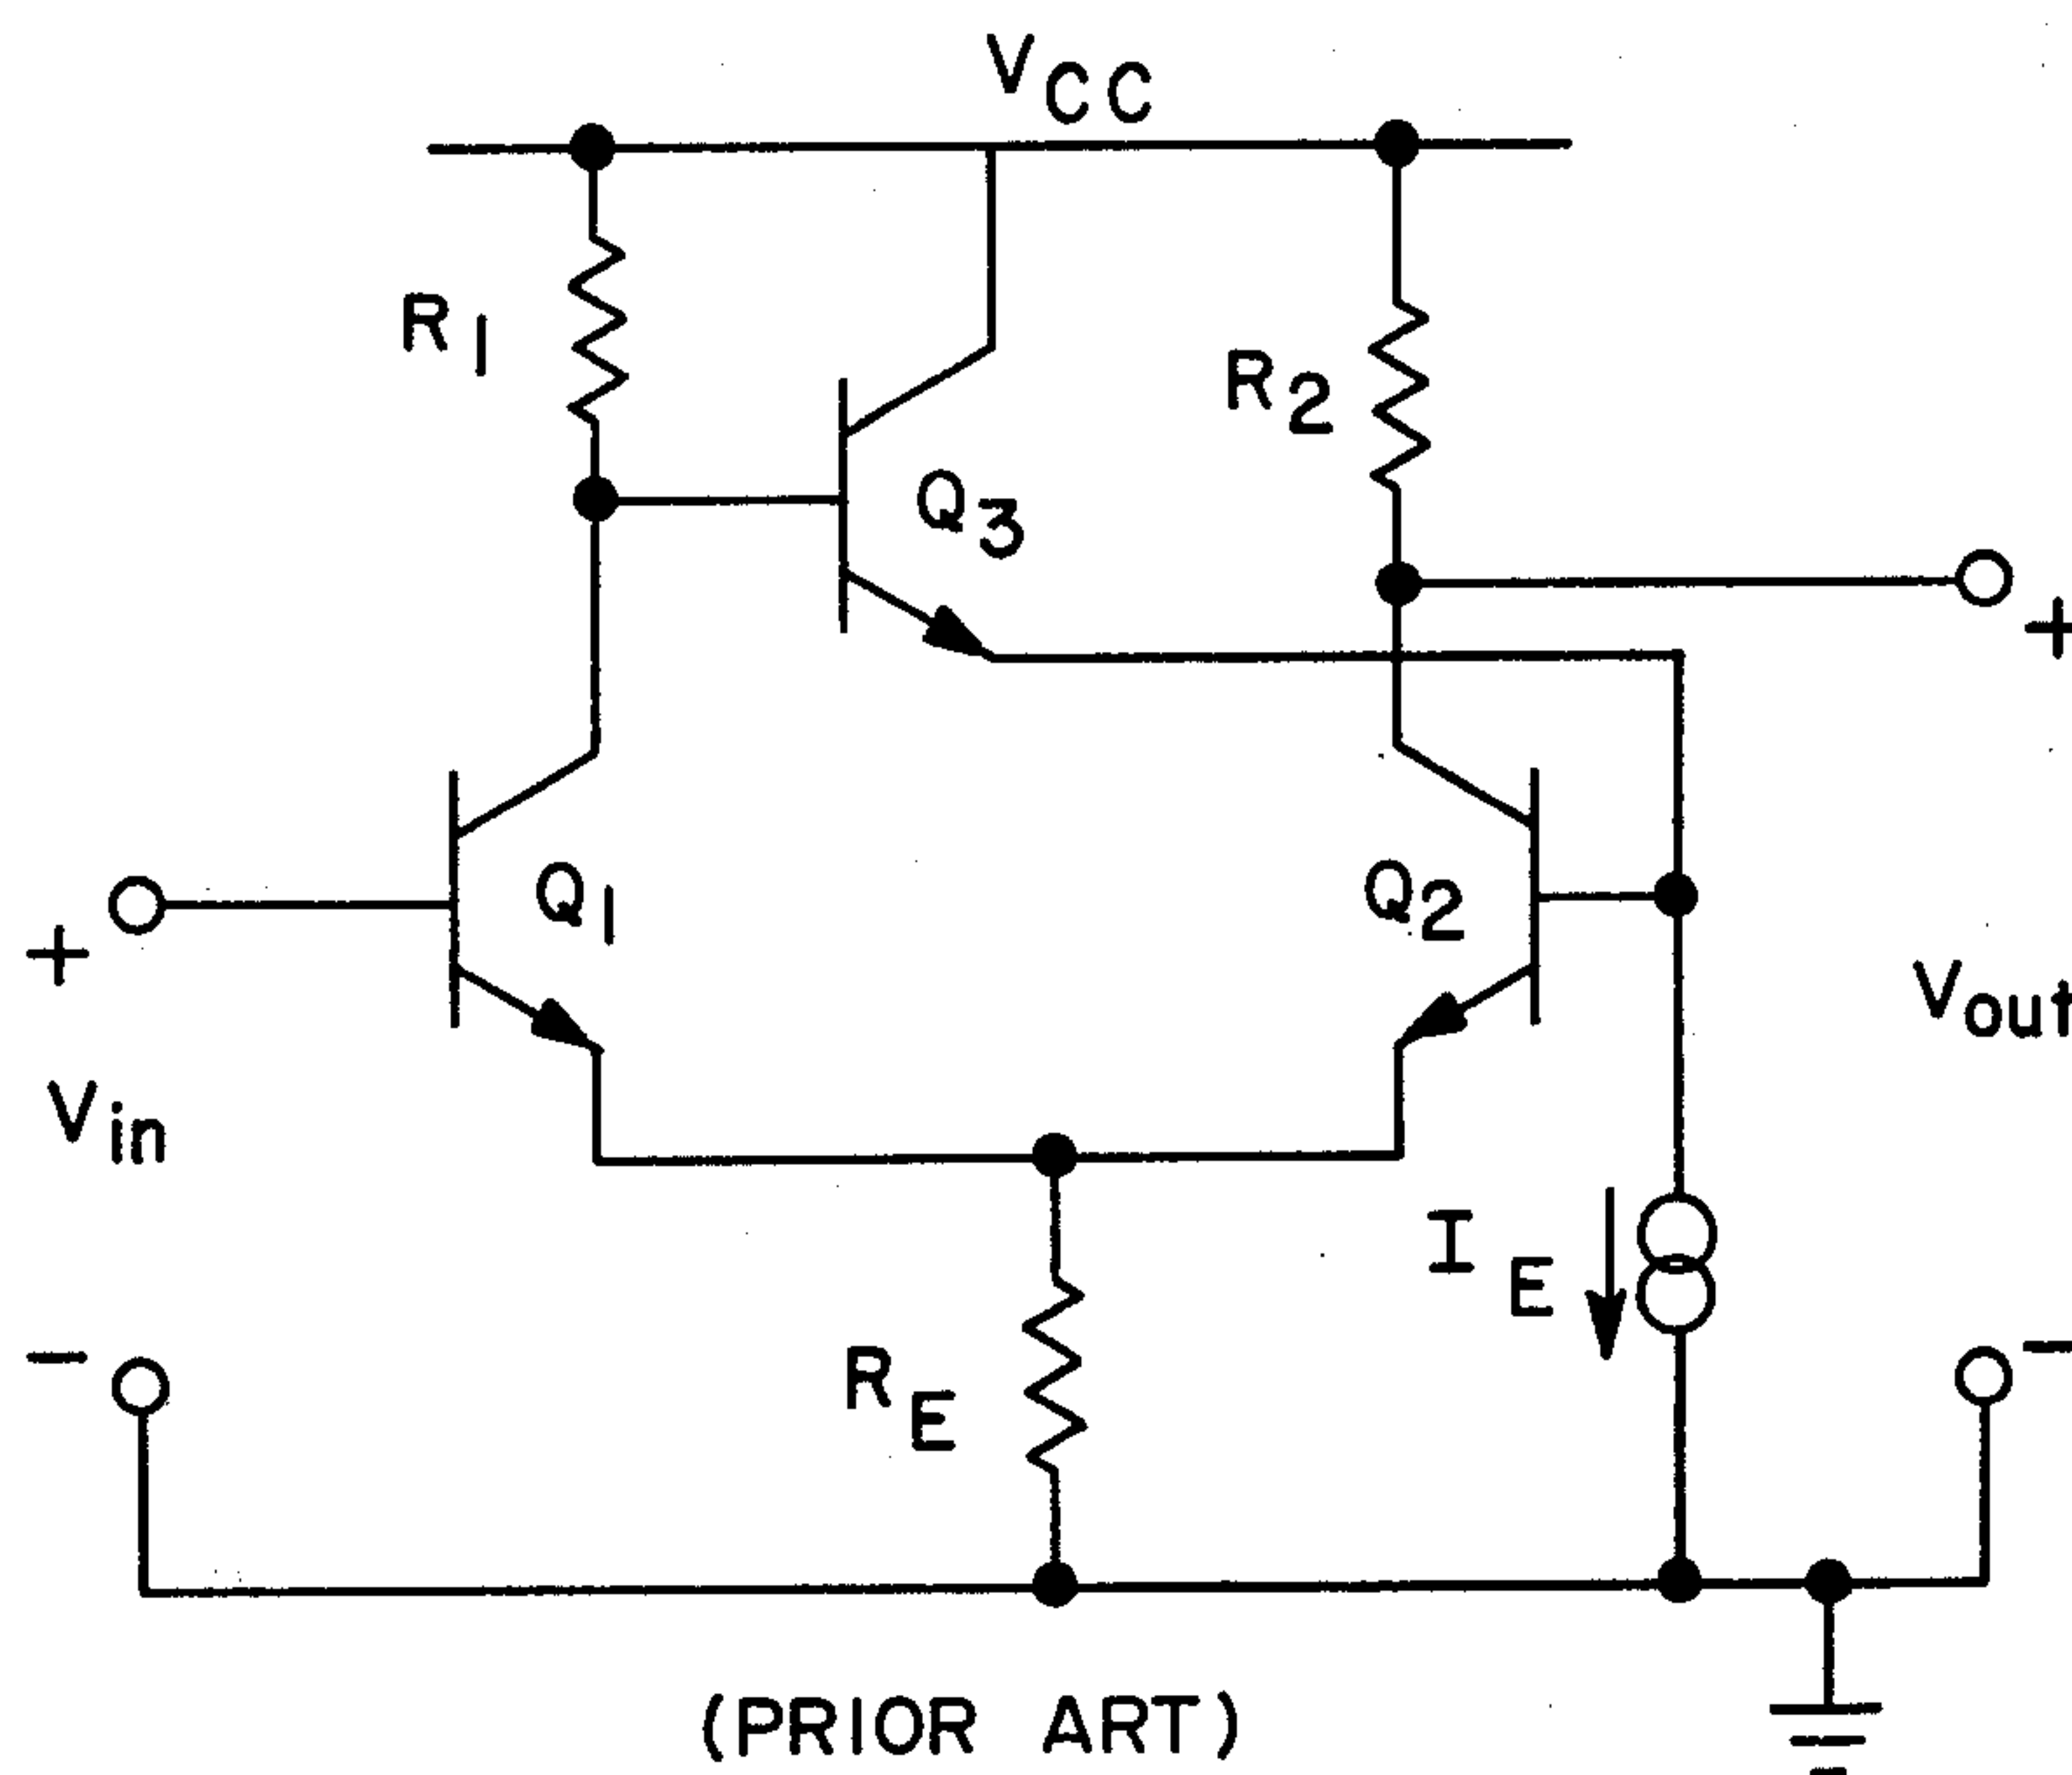 VCC
R1
R2
Q3
+
Q1
Q2
+
Vout
Vin
IE
−
RE
−
(PRIOR ART)